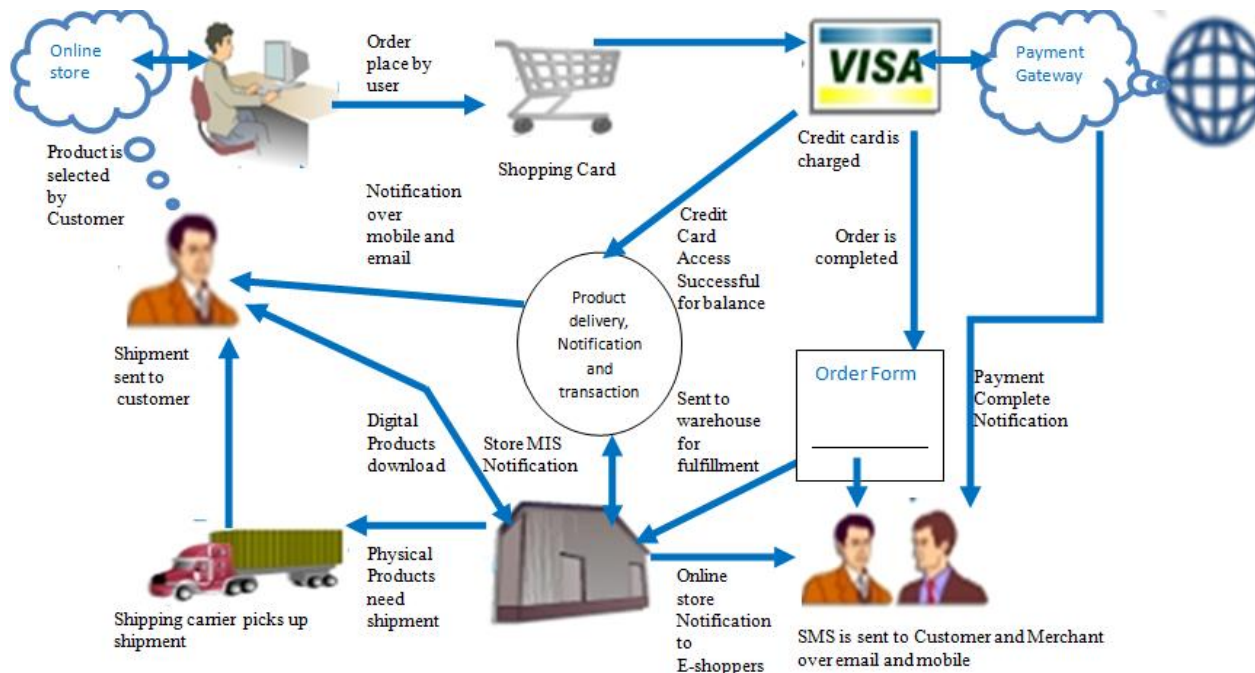 Online
store
Order
place by
user
VISA
Payment
Gateway
Product is
selected
by
Customer
Shopping Card
Credit card is
charged
Notification
over
mobile and
email
Credit
Card
Access
Successful
for balance
Order is
completed
Product
delivery,
Notification
and
transaction
Shipment
sent to
customer
Order Form
Payment
Complete
Notification
Digital
Products
download
Store MIS
Notification
Sent to
warehouse
for
fulfillment
Shipping carrier picks up
shipment
Physical
Products
need
shipment
Online
store
Notification
to
E-shoppers
SMS is sent to Customer and Merchant
over email and mobile